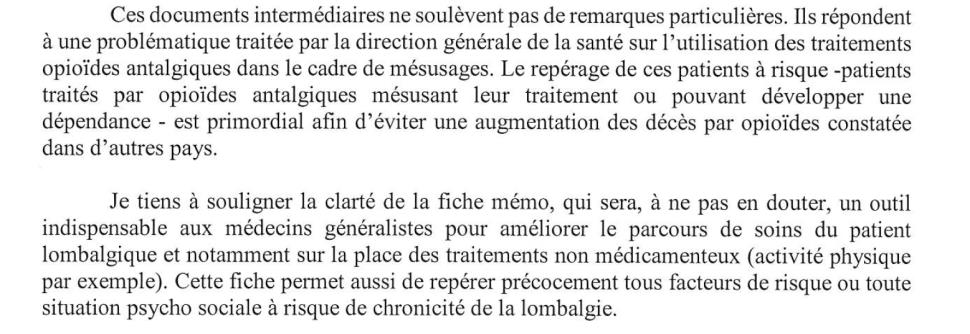 Ces documents intermédiaires ne soulèvent pas de remarques particulières. Ils répondent
à une problématique traitée par la direction générale de la santé sur l'utilisation des traitements
opioïdes antalgiques dans le cadre de mésusages. Le repérage de ces patients à risque -patients
traités par opioïdes antalgiques mésusant leur traitement ou pouvant développer une
dépendance - est primordial afin d'éviter une augmentation des décès par opioïdes constatée
dans d'autres pays.
Je tiens à souligner la clarté de la fiche mémo, qui sera, à ne pas en douter, un outil
indispensable aux médecins généralistes pour améliorer le parcours de soins du patient
lombalgique et notamment sur la place des traitements non médicamenteux (activité physique
par exemple). Cette fiche permet aussi de repérer précocement tous facteurs de risque ou toute
situation psycho sociale à risque de chronicité de la lombalgie.